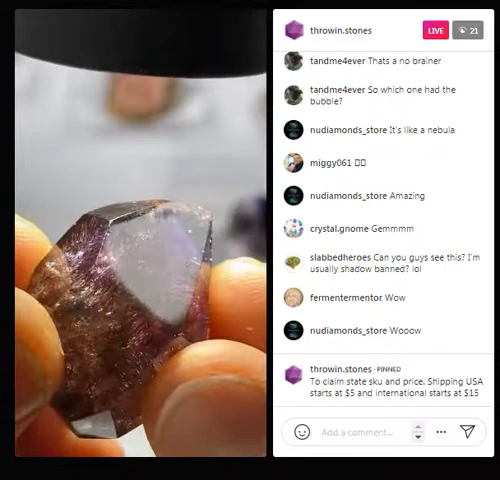 throwin.stones LIVE 21
tandme4ever Thats a no brainer
tandme4ever So which one had the
bubble?
nudiamonds_store It's like a nebula
miggy061
nudiamonds_store Amazing
crystal.gnome Gemmmm
slabbedheroes Can you guys see this? I'm
usually shadow banned? lol
fermentermentor Wow
nudiamonds_store Wooow
throwin.stones · PINNED
To claim state sku and price. Shipping USA
starts at $5 and international starts at $15
Add a comment...